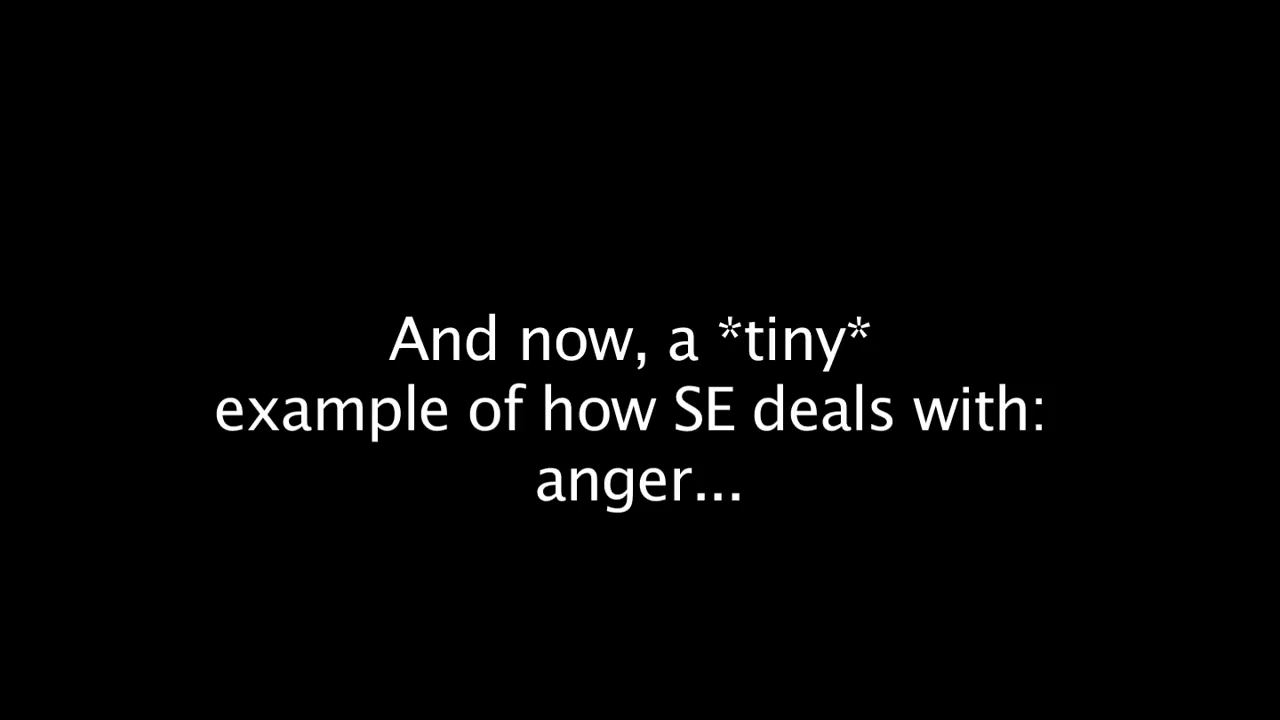 And now, a *tiny*
example of how SE deals with:
anger...